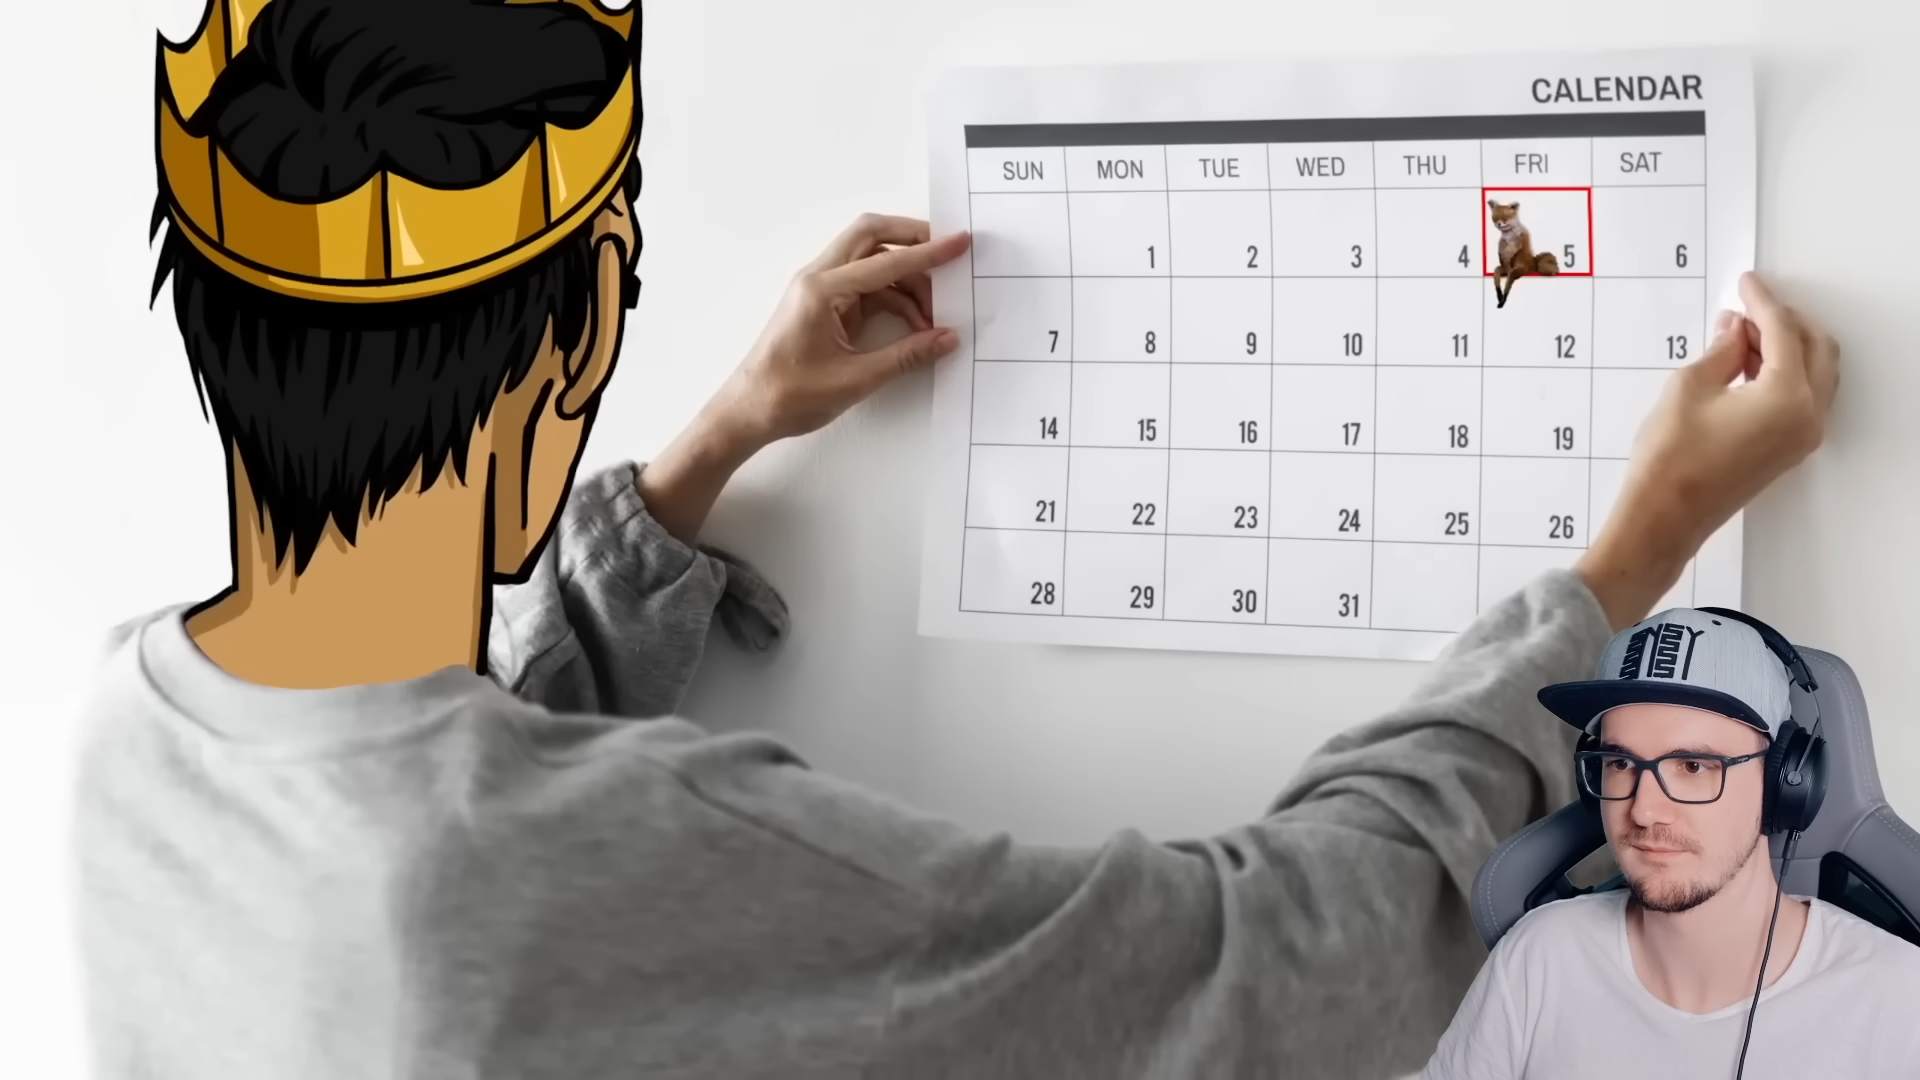 CALENDAR
SUN MON TUE WED THU FRI SAT
1 2 3 4 5 6
7 8 9 10 11 12 13
14 15 16 17 18 19
21 22 23 24 25 26
28 29 30 31